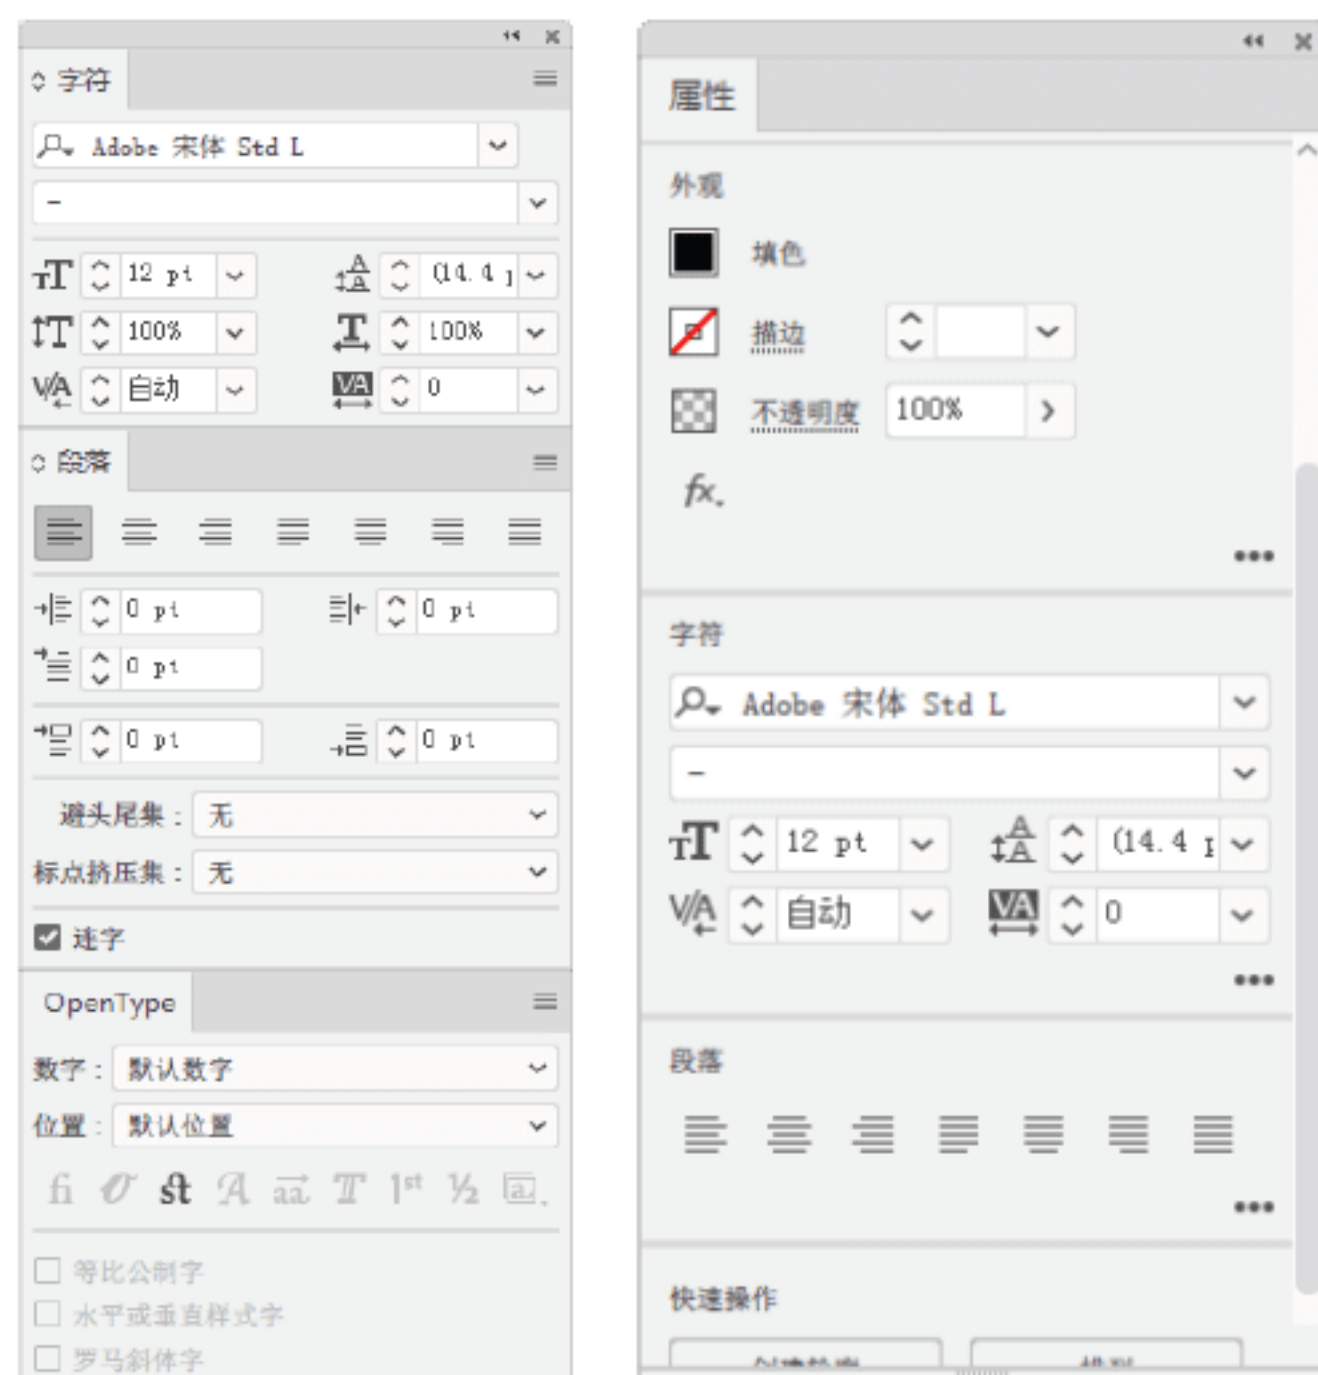 字符
Adobe 宋体 Std L
-
12 pt
(14.4 p
100%
100%
自动
0
段落
0 pt
0 pt
0 pt
0 pt
0 pt
避头尾集： 无
标点挤压集： 无
连字
OpenType
数字： 默认数字
位置： 默认位置
等比公制字
水平或垂直样式字
罗马斜体字
属性
外观
填色
描边
不透明度 100%
fx.
字符
Adobe 宋体 Std L
-
12 pt
(14.4 p
自动
0
段落
快速操作